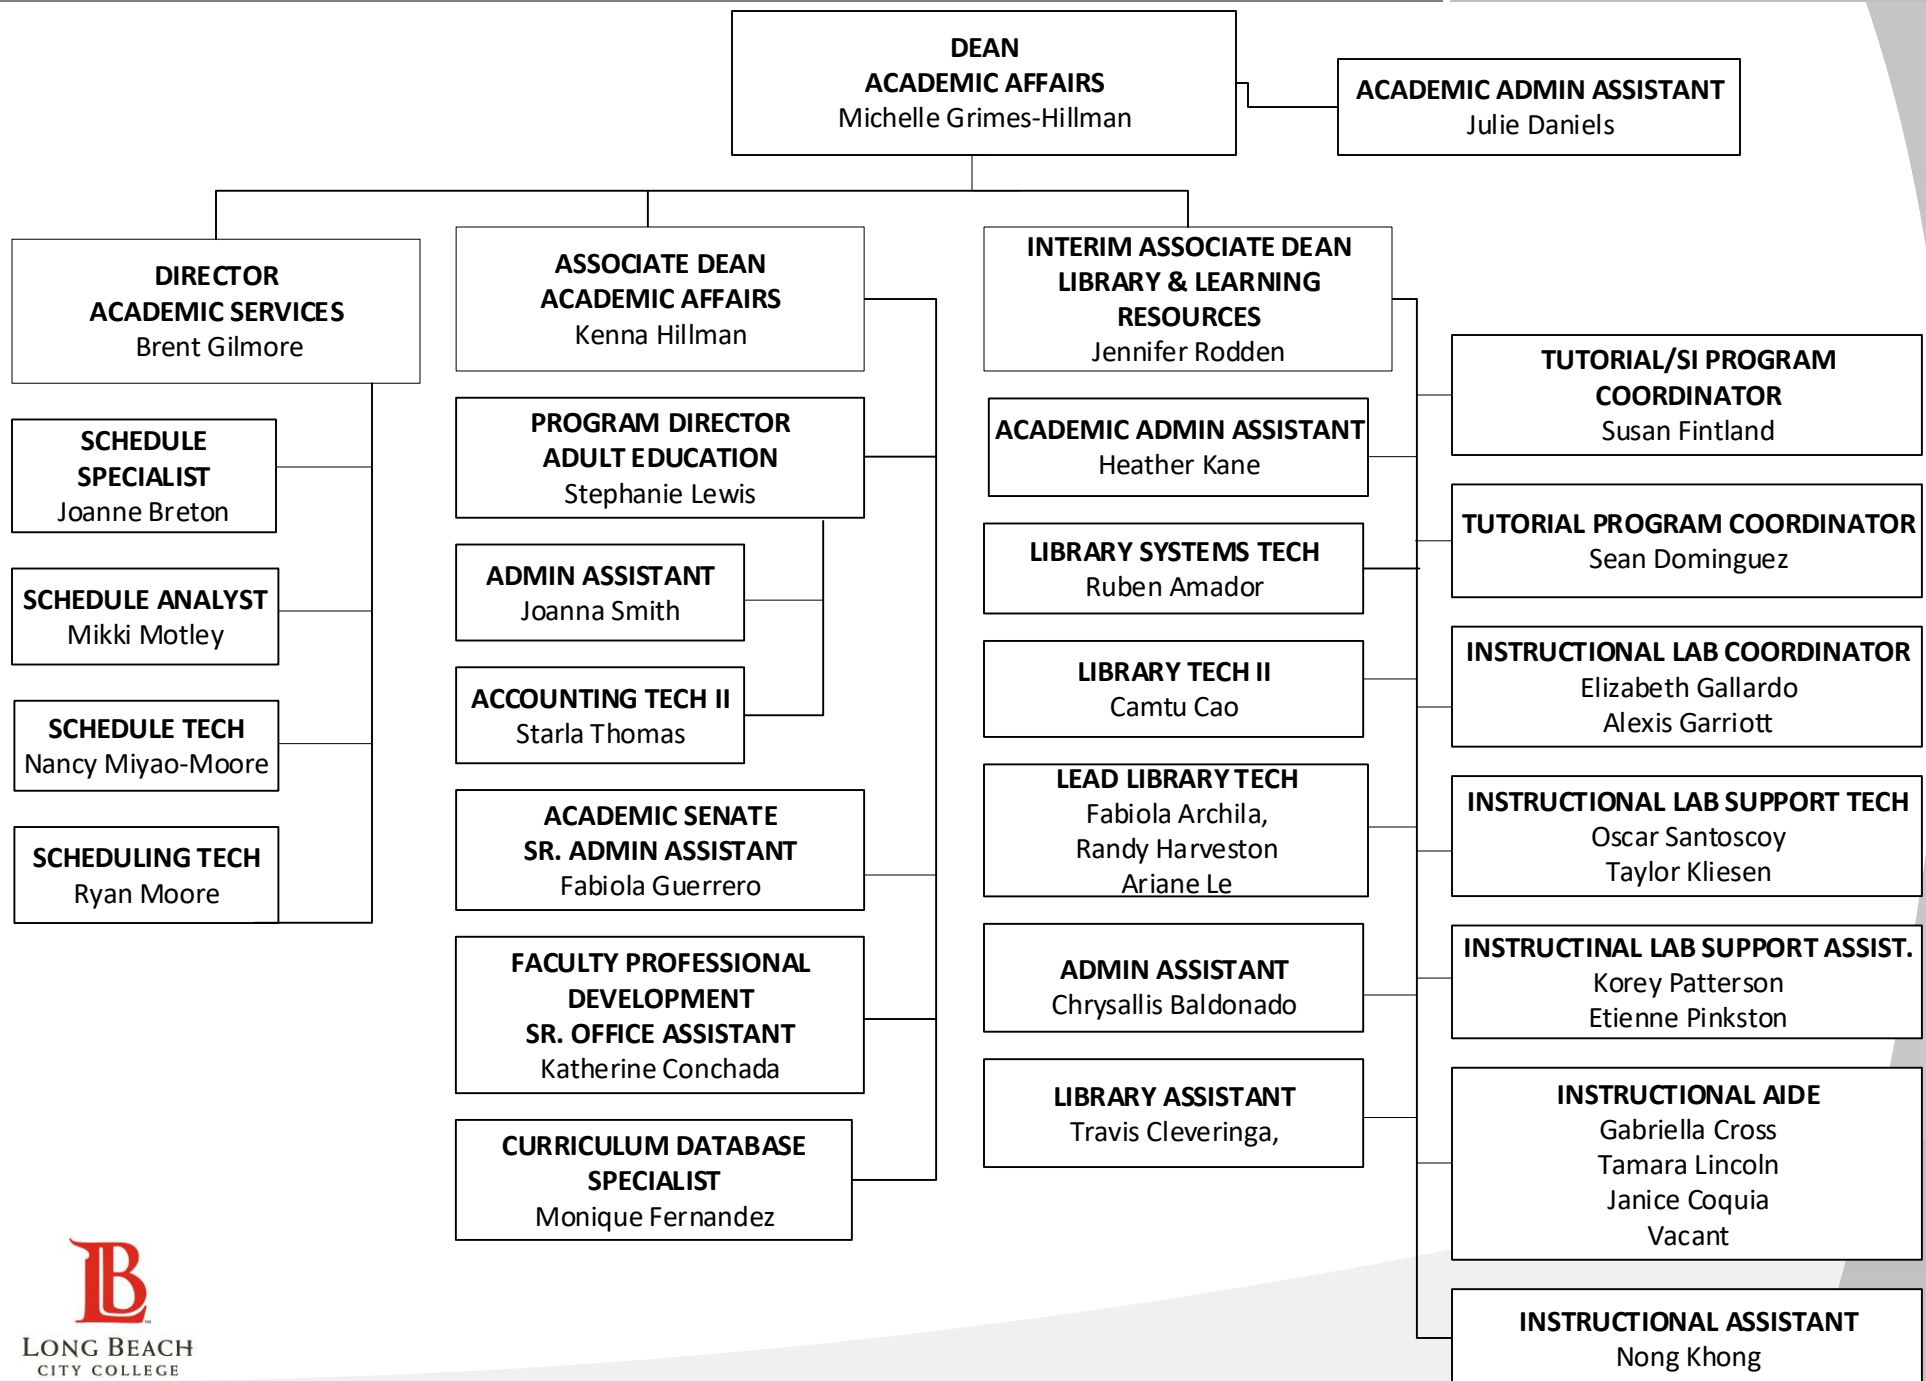 DEAN
ACADEMIC AFFAIRS
Michelle Grimes-Hillman
ACADEMIC ADMIN ASSISTANT
Julie Daniels
DIRECTOR
ACADEMIC SERVICES
Brent Gilmore
SCHEDULE
SPECIALIST
Joanne Breton
SCHEDULE ANALYST
Mikki Motley
SCHEDULE TECH
Nancy Miyao-Moore
SCHEDULING TECH
Ryan Moore
ASSOCIATE DEAN
ACADEMIC AFFAIRS
Kenna Hillman
PROGRAM DIRECTOR
ADULT EDUCATION
Stephanie Lewis
ADMIN ASSISTANT
Joanna Smith
ACCOUNTING TECH II
Starla Thomas
ACADEMIC SENATE
SR. ADMIN ASSISTANT
Fabiola Guerrero
FACULTY PROFESSIONAL
DEVELOPMENT
SR. OFFICE ASSISTANT
Katherine Conchada
CURRICULUM DATABASE
SPECIALIST
Monique Fernandez
INTERIM ASSOCIATE DEAN
LIBRARY & LEARNING
RESOURCES
Jennifer Rodden
ACADEMIC ADMIN ASSISTANT
Heather Kane
LIBRARY SYSTEMS TECH
Ruben Amador
LIBRARY TECH II
Camtu Cao
LEAD LIBRARY TECH
Fabiola Archila,
Randy Harveston
Ariane Le
ADMIN ASSISTANT
Chrysallis Baldonado
LIBRARY ASSISTANT
Travis Cleveringa,
TUTORIAL/SI PROGRAM
COORDINATOR
Susan Fintland
TUTORIAL PROGRAM COORDINATOR
Sean Dominguez
INSTRUCTIONAL LAB COORDINATOR
Elizabeth Gallardo
Alexis Garriott
INSTRUCTIONAL LAB SUPPORT TECH
Oscar Santoscoy
Taylor Kliesen
INSTRUCTINAL LAB SUPPORT ASSIST.
Korey Patterson
Etienne Pinkston
INSTRUCTIONAL AIDE
Gabriella Cross
Tamara Lincoln
Janice Coquia
Vacant
INSTRUCTIONAL ASSISTANT
Nong Khong
LB
LONG BEACH
CITY COLLEGE